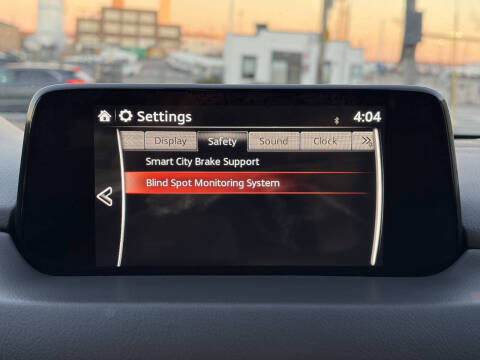 Settings 4:04
Display Safety Sound Clock »
Smart City Brake Support
Blind Spot Monitoring System